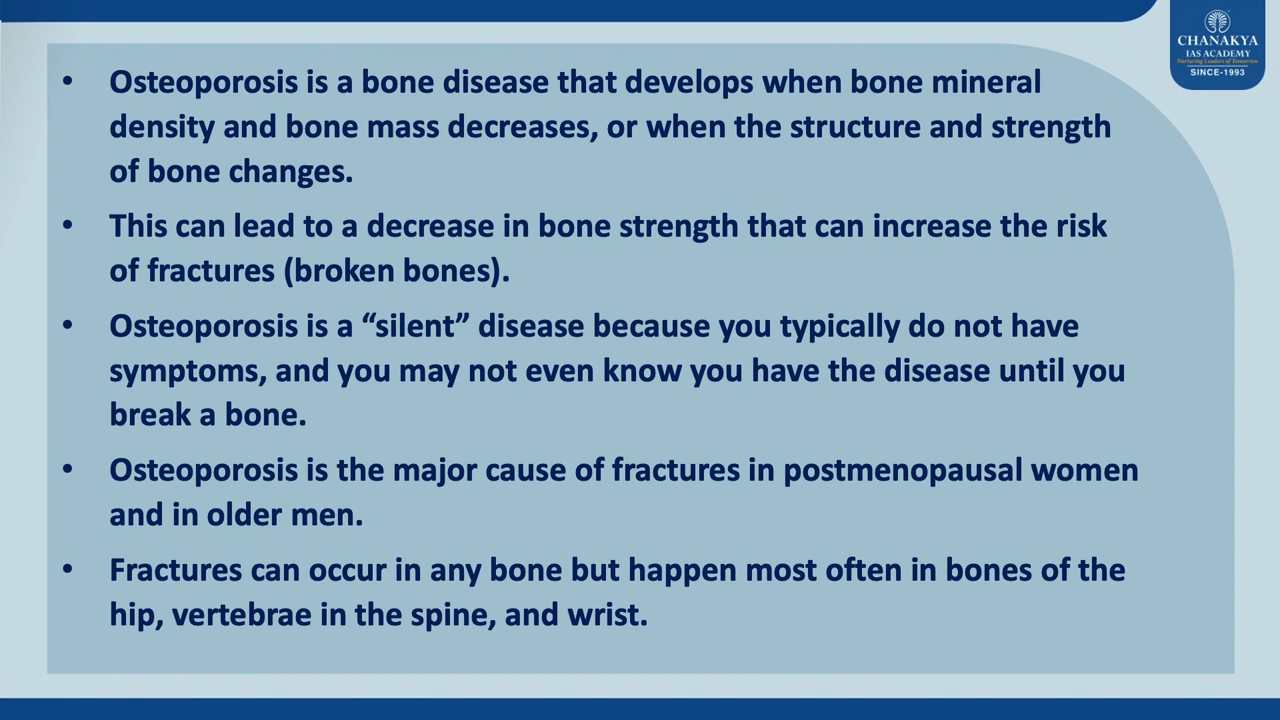 CHANAKYA
IAS ACADEMY
Nurturing Leaders of Tomorrow
SINCE-1993
• Osteoporosis is a bone disease that develops when bone mineral
density and bone mass decreases, or when the structure and strength
of bone changes.
• This can lead to a decrease in bone strength that can increase the risk
of fractures (broken bones).
• Osteoporosis is a “silent” disease because you typically do not have
symptoms, and you may not even know you have the disease until you
break a bone.
• Osteoporosis is the major cause of fractures in postmenopausal women
and in older men.
• Fractures can occur in any bone but happen most often in bones of the
hip, vertebrae in the spine, and wrist.